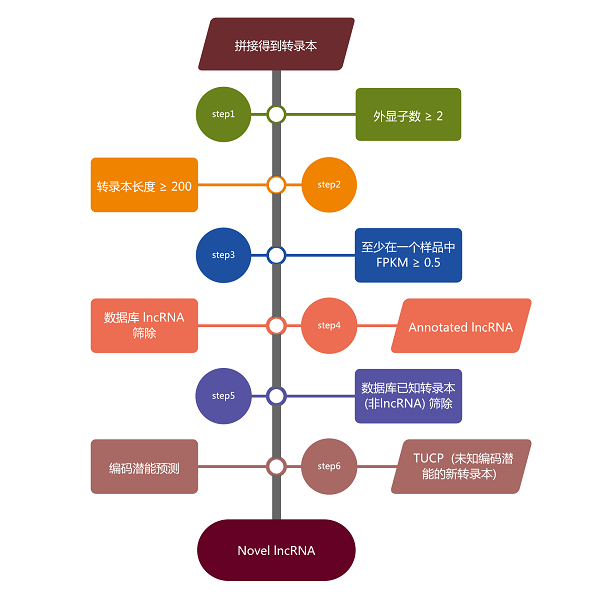 拼接得到转录本
step1
外显子数 ≥ 2
转录本长度 ≥ 200
step2
step3
至少在一个样品中
FPKM ≥ 0.5
数据库 lncRNA
筛除
step4
Annotated lncRNA
step5
数据库已知转录本
(非lncRNA) 筛除
编码潜能预测
step6
TUCP（未知编码潜
能的新转录本)
Novel lncRNA